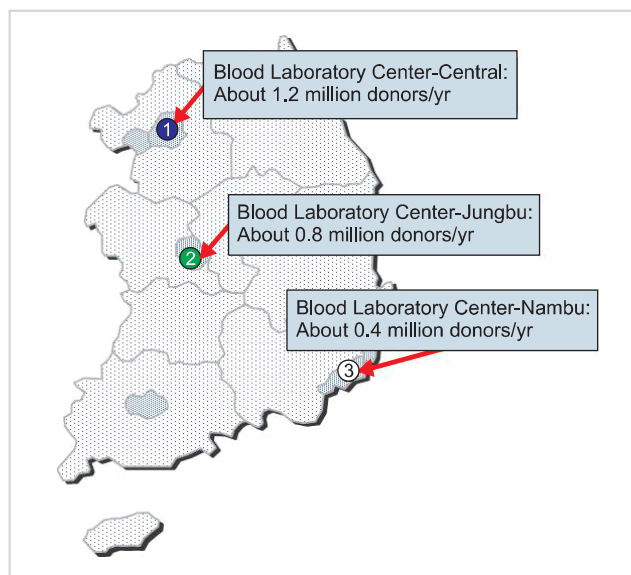 Blood Laboratory Center-Central:
About 1.2 million donors/yr
1
Blood Laboratory Center-Jungbu:
About 0.8 million donors/yr
2
Blood Laboratory Center-Nambu:
About 0.4 million donors/yr
3